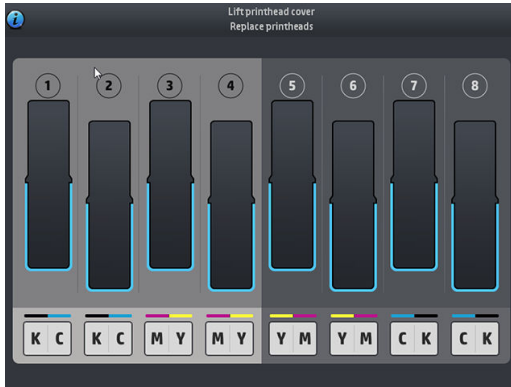 Lift printhead cover
Replace printheads
1 2 3 4 5 6 7 8
K C K C M Y M Y Y M Y M C K C K